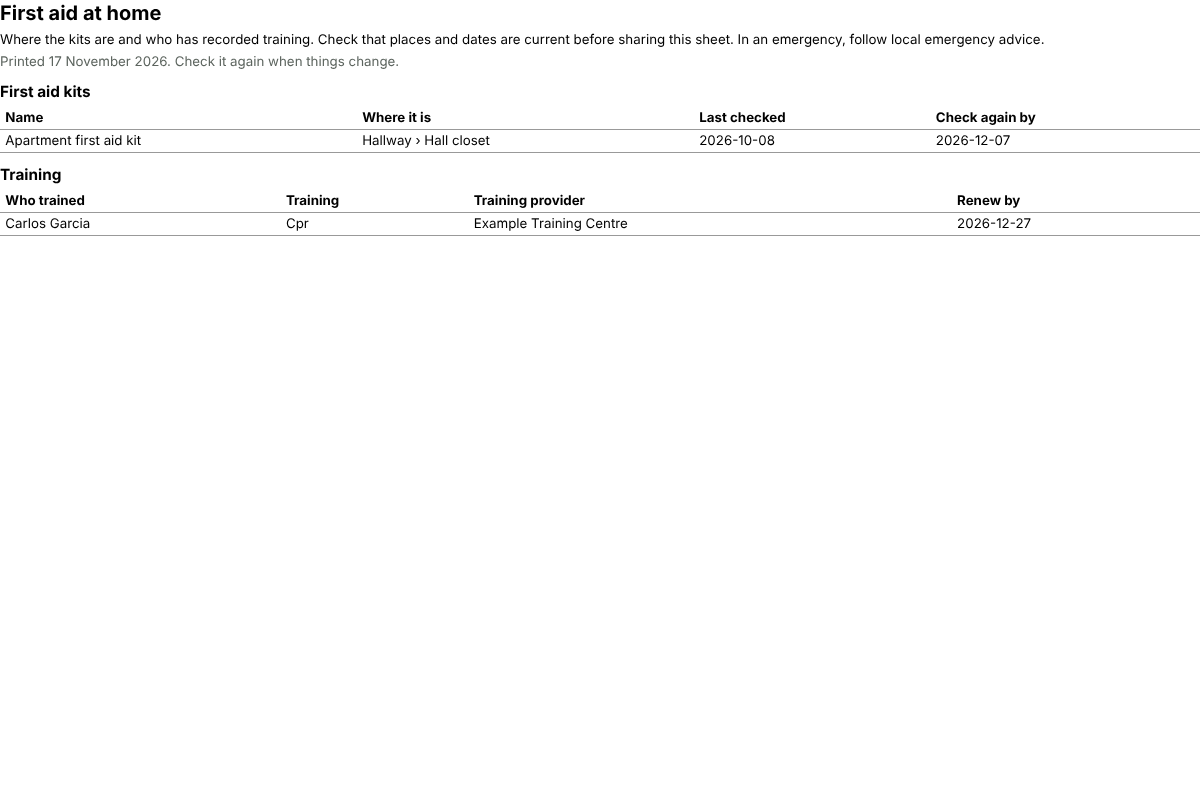 First aid at home
Where the kits are and who has recorded training. Check that places and dates are current before sharing this sheet. In an emergency, follow local emergency advice.
Printed 17 November 2026. Check it again when things change.
First aid kits
Name Where it is Last checked Check again by
Apartment first aid kit Hallway › Hall closet 2026-10-08 2026-12-07
Training
Who trained Training Training provider Renew by
Carlos Garcia Cpr Example Training Centre 2026-12-27